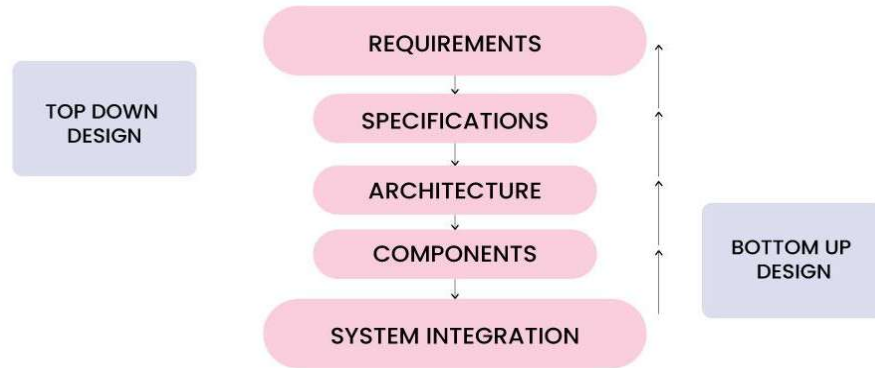 REQUIREMENTS
TOP DOWN
DESIGN
SPECIFICATIONS
ARCHITECTURE
COMPONENTS
BOTTOM UP
DESIGN
SYSTEM INTEGRATION